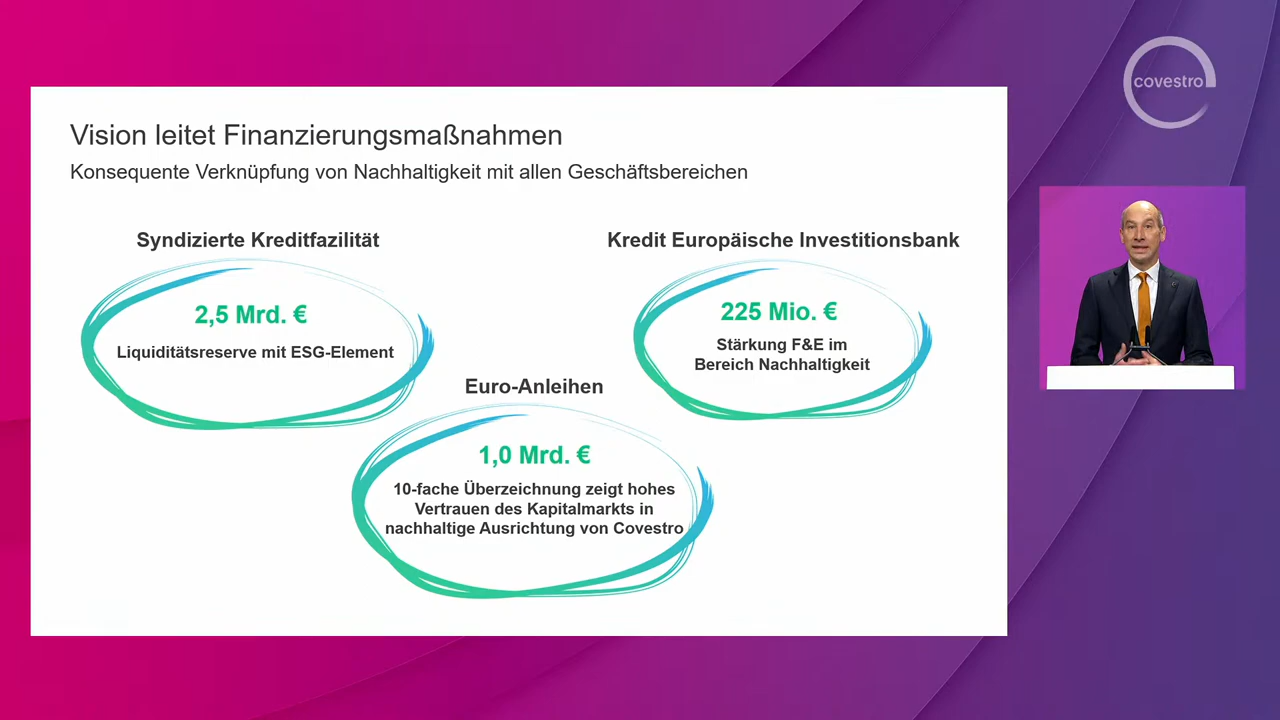 covestro
Vision leitet Finanzierungsmaßnahmen
Konsequente Verknüpfung von Nachhaltigkeit mit allen Geschäftsbereichen
Syndizierte Kreditfazilität
2,5 Mrd. €
Liquiditätsreserve mit ESG-Element
Kredit Europäische Investitionsbank
225 Mio. €
Stärkung F&E im
Bereich Nachhaltigkeit
Euro-Anleihen
1,0 Mrd. €
10-fache Überzeichnung zeigt hohes
Vertrauen des Kapitalmarkts in
nachhaltige Ausrichtung von Covestro